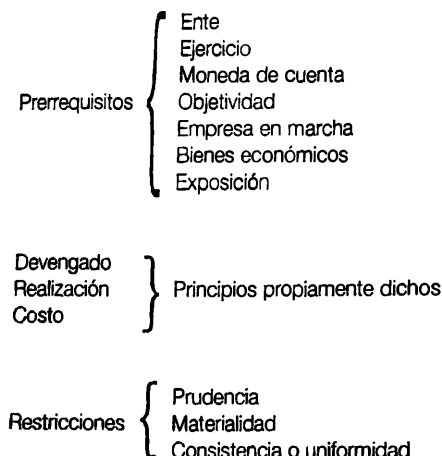 Prerrequisitos
Ente
Ejercicio
Moneda de cuenta
Objetividad
Empresa en marcha
Bienes económicos
Exposición
Devengado
Realización
Costo
Principios propiamente dichos
Restricciones
Prudencia
Materialidad
Consistencia o uniformidad